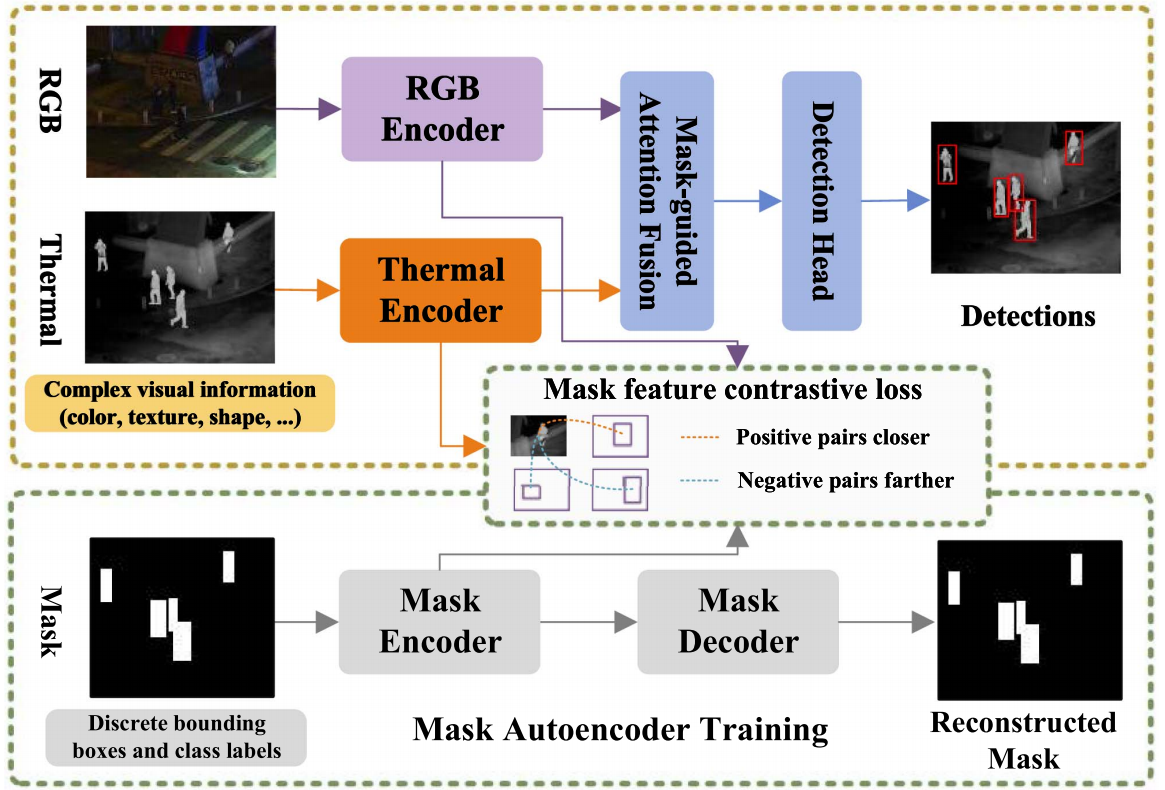 RGB
RGB
Encoder
Mask-guided
Attention Fusion
Detection Head
Thermal
Thermal
Encoder
Detections
Complex visual information
(color, texture, shape, ...)
Mask feature contrastive loss
Positive pairs closer
Negative pairs farther
Mask
Mask
Encoder
Mask
Decoder
Discrete bounding
boxes and class labels
Mask Autoencoder Training
Reconstructed
Mask